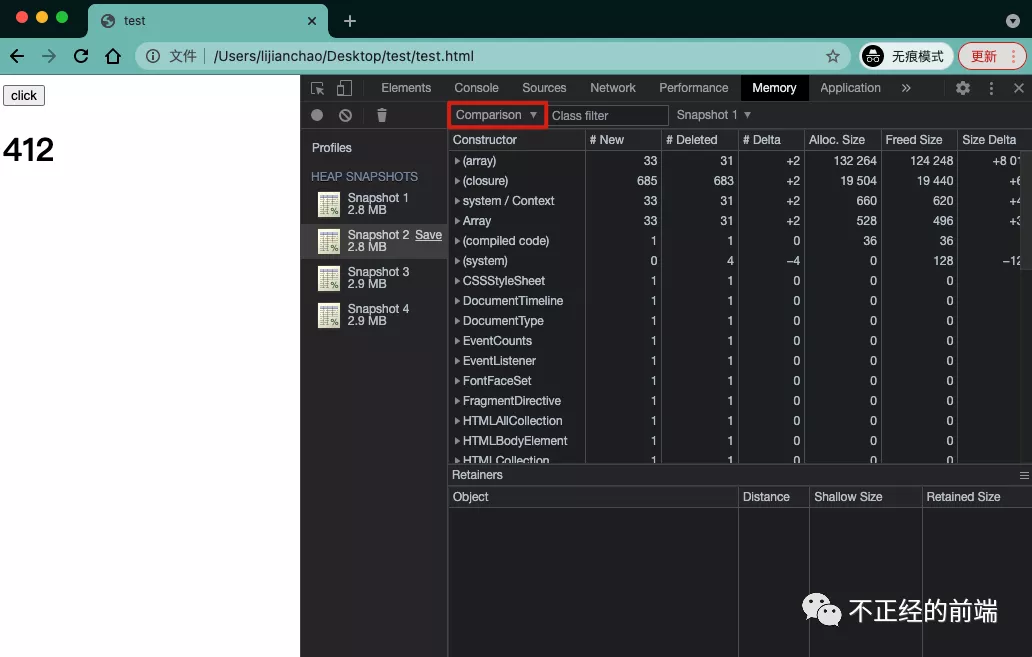 test
文件 /Users/lijianchao/Desktop/test/test.html
无痕模式
更新
click
412
Elements Console Sources Network Performance Memory Application
Comparison ▼ Class filter Snapshot 1 ▼
Profiles
HEAP SNAPSHOTS
Snapshot 1
2.8 MB
Snapshot 2 Save
2.8 MB
Snapshot 3
2.9 MB
Snapshot 4
2.9 MB
Constructor # New # Deleted # Delta Alloc. Size Freed Size Size Delta
(array) 33 31 +2 132 264 124 248 +8 01
(closure) 685 683 +2 19 504 19 440 +6
system / Context 33 31 +2 660 620 +4
Array 33 31 +2 528 496 +3
(compiled code) 1 1 0 36 36
(system) 0 4 −4 0 128 −12
CSSStyleSheet 1 1 0 0 0
DocumentTimeline 1 1 0 0 0
DocumentType 1 1 0 0 0
EventCounts 1 1 0 0 0
EventListener 1 1 0 0 0
FontFaceSet 1 1 0 0 0
FragmentDirective 1 1 0 0 0
HTMLAllCollection 1 1 0 0 0
HTMLBodyElement 1 1 0 0 0
HTMLCollection 1 1 0 0 0
Retainers
Object Distance Shallow Size Retained Size
不正经的前端